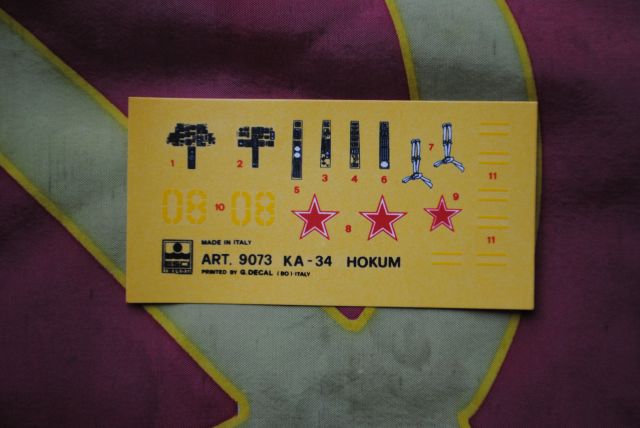 7
1
2
3
4
6
5
11
9
08 10 08
8
11
MADE IN ITALY
ESCI
ART. 9073 KA-34 HOKUM
PRINTED BY G. DECAL (BO)-ITALY